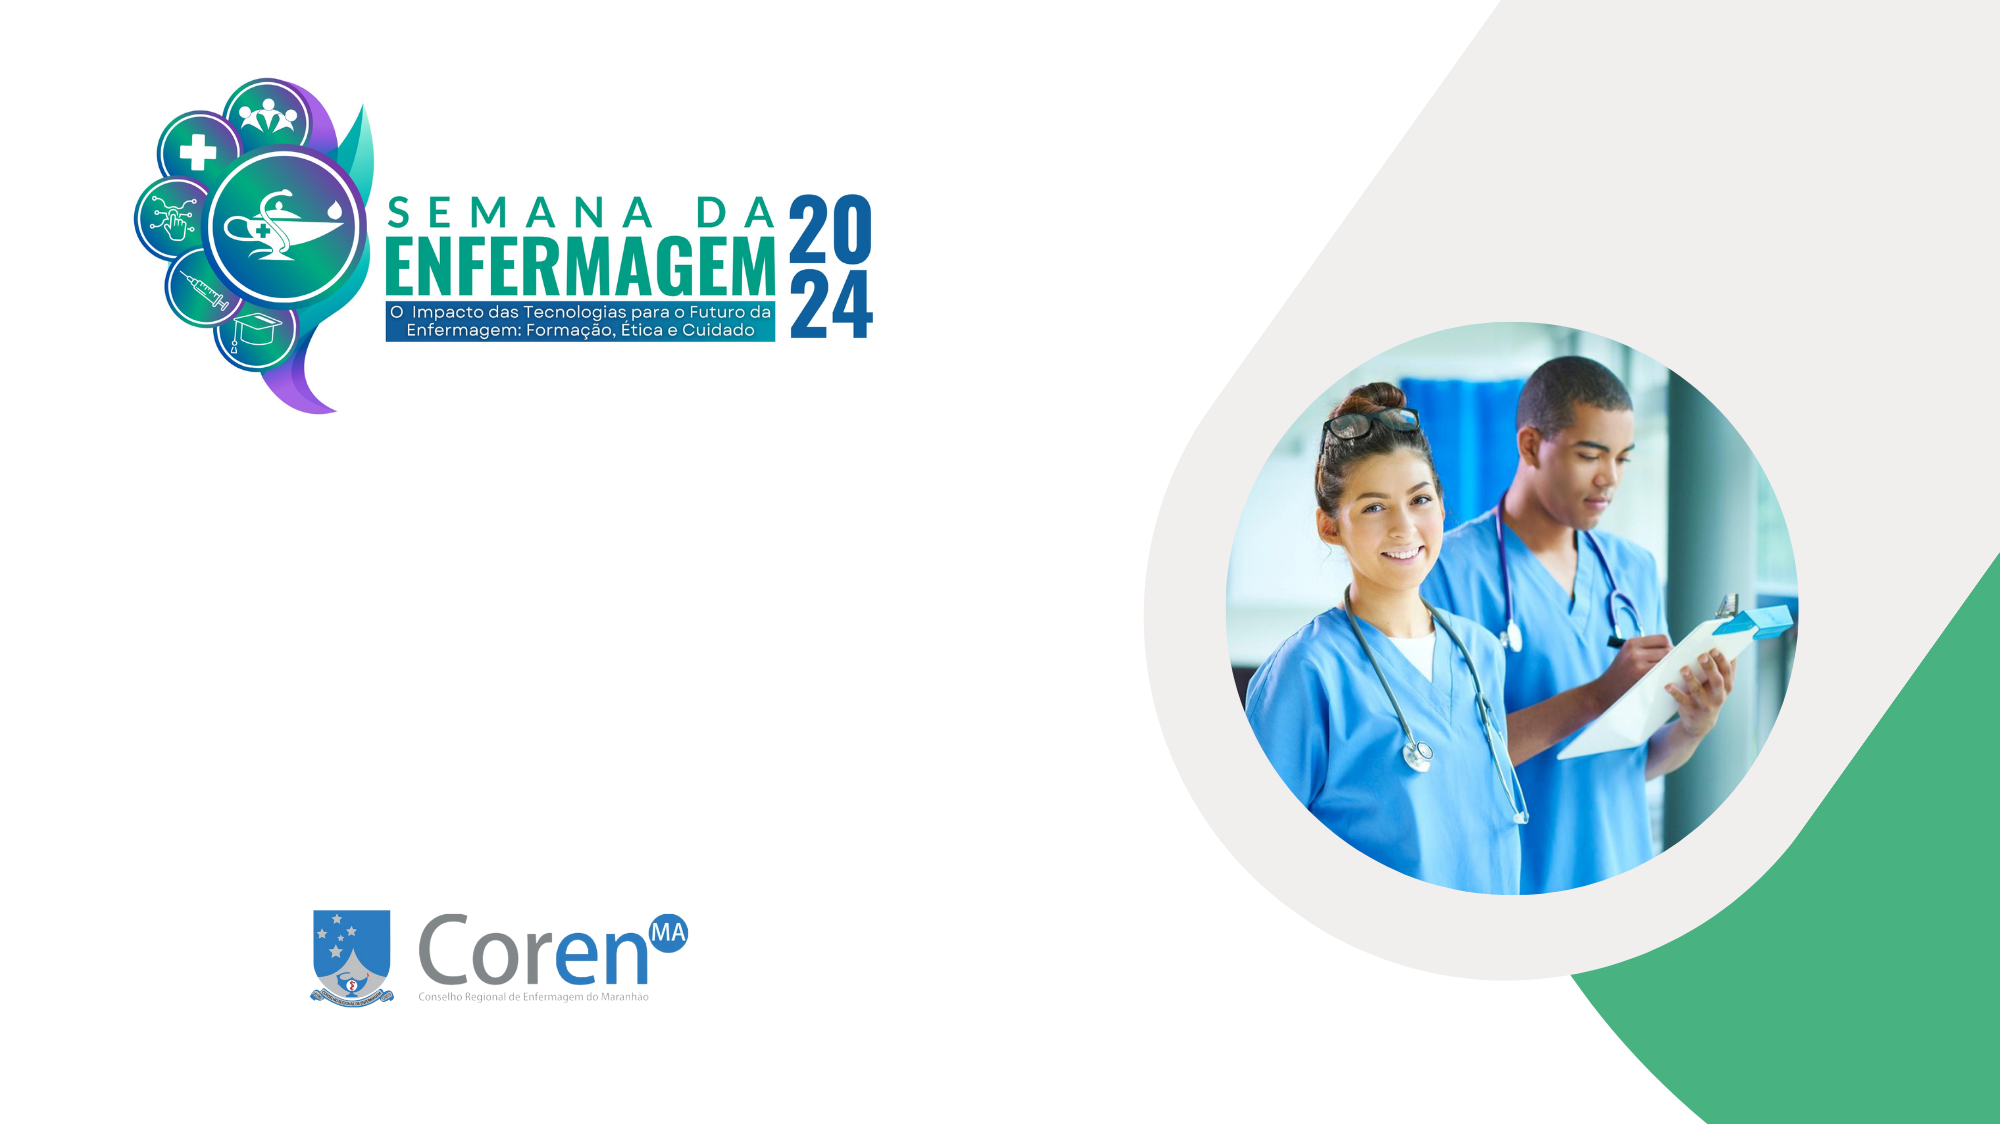 SEMANA DA
ENFERMAGEM
O Impacto das Tecnologias para o Futuro da
Enfermagem: Formação, Ética e Cuidado
20
24
Coren MA
Conselho Regional de Enfermagem do Maranhão